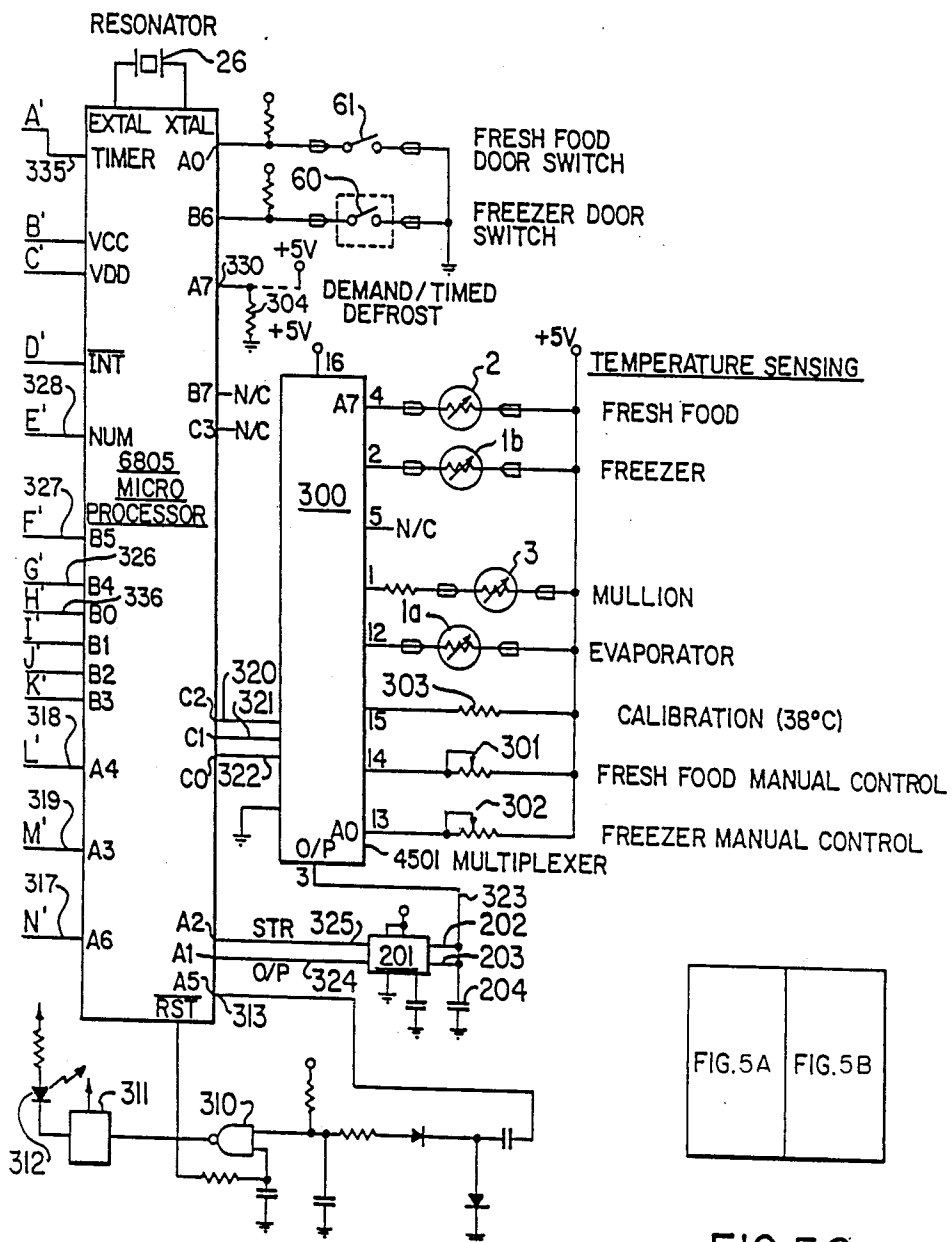 RESONATOR
26
A'
EXTAL XTAL
335
TIMER
A0
61
FRESH FOOD
DOOR SWITCH
60
B6
FREEZER DOOR
SWITCH
B'
VCC
C'
VDD
A7
330
+5V
304
DEMAND/TIMED
DEFROST
+5V
+5V
D'
INT
16
TEMPERATURE SENSING
328
E'
NUM
B7
N/C
C3
N/C
A7
4
2
FRESH FOOD
6805
MICRO
PROCESSOR
300
2
1b
FREEZER
327
F'
B5
5
N/C
G'
326
B4
H'
336
B0
1
3
MULLION
I'
B1
J'
B2
K'
B3
12
1a
EVAPORATOR
C2
320
321
C1
15
303
CALIBRATION (38°C)
318
L'
A4
C0
322
14
301
FRESH FOOD MANUAL CONTROL
319
M'
A3
A0
13
302
FREEZER MANUAL CONTROL
O/P
3
4501 MULTIPLEXER
323
317
N'
A6
A2
STR
325
202
A1
O/P
324
201
203
A5
313
204
RST
FIG.5A
FIG.5B
311
310
312